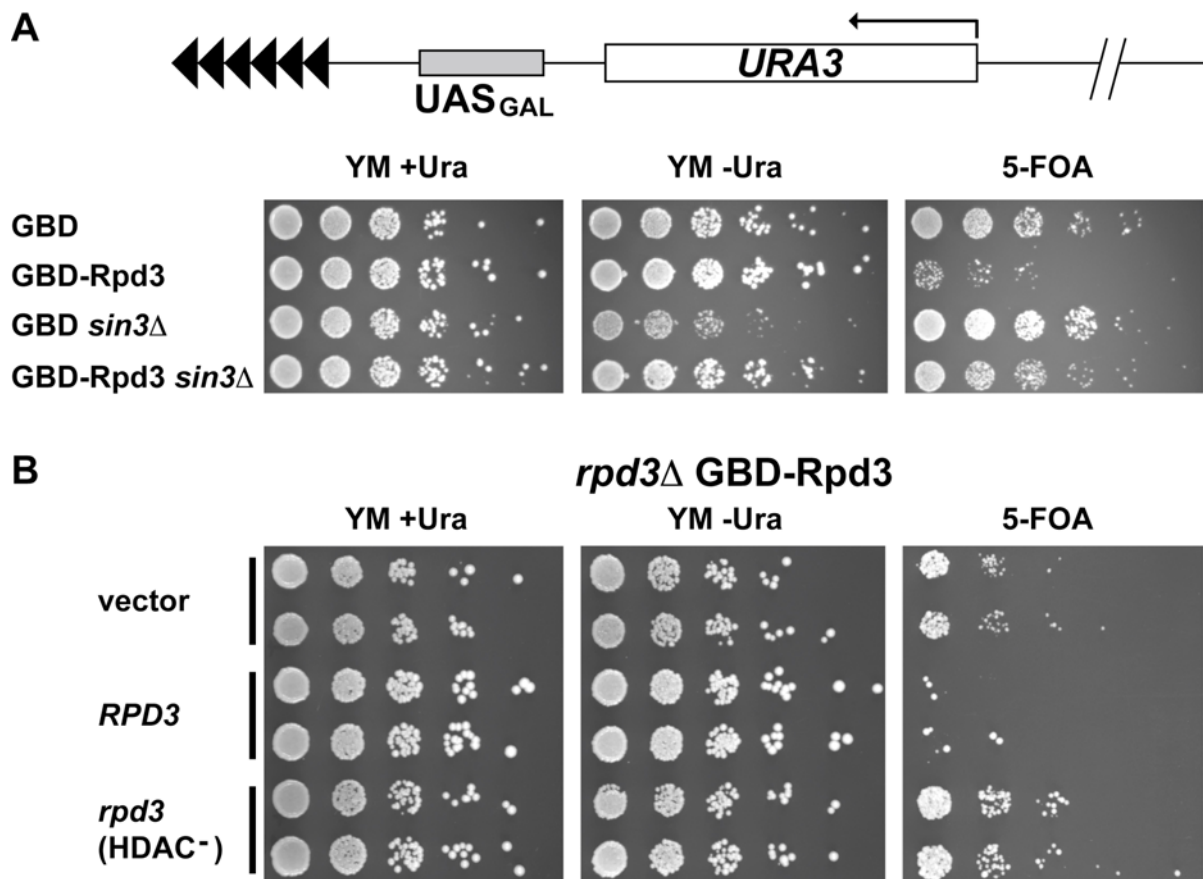 A
URA3
UASGAL
YM +Ura YM -Ura 5-FOA
GBD
GBD-Rpd3
GBD sin3Δ
GBD-Rpd3 sin3Δ
B
rpd3Δ GBD-Rpd3
YM +Ura YM -Ura 5-FOA
vector
RPD3
rpd3
(HDAC-)